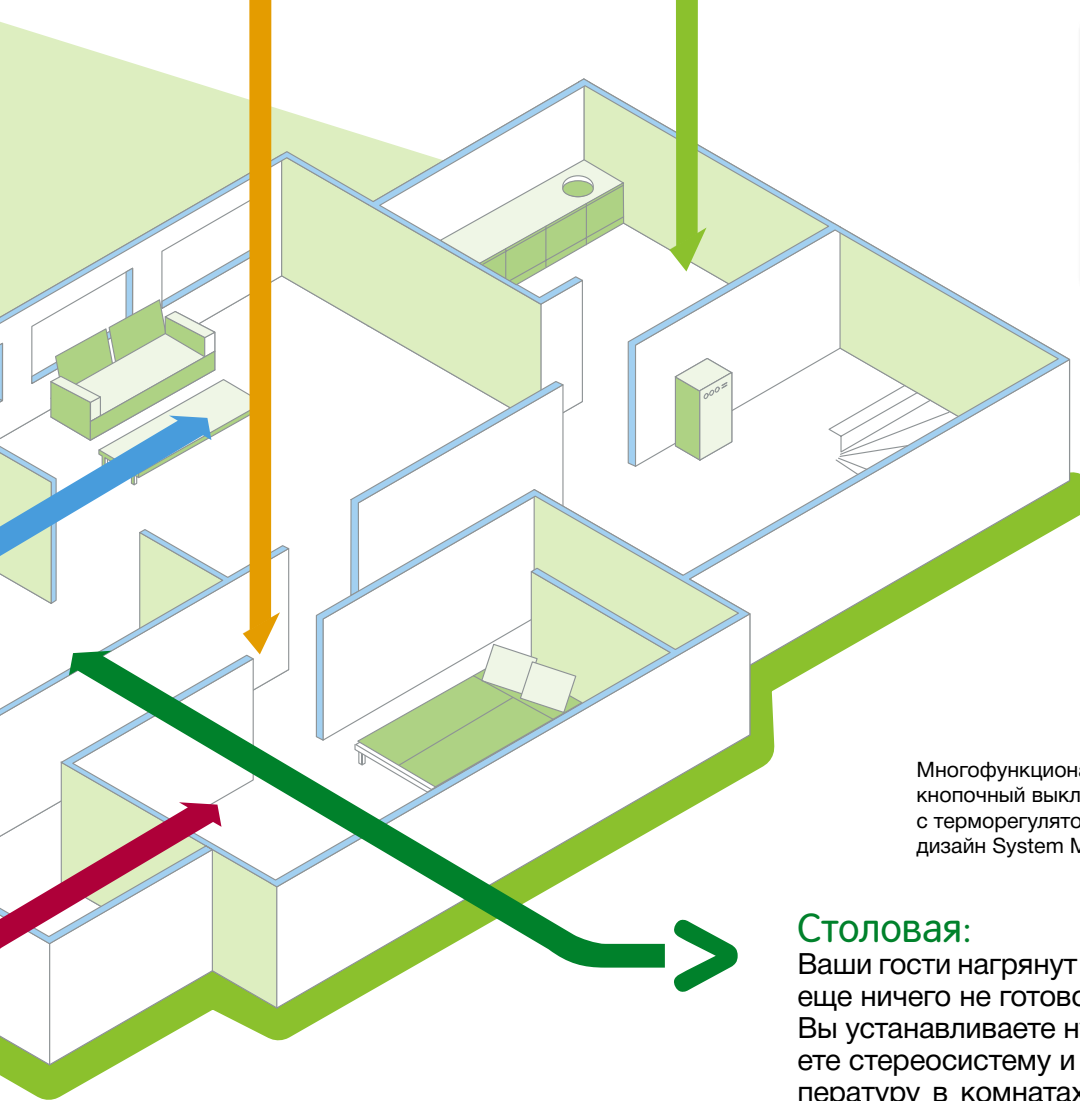 Многофункциона
кнопочный выкл
с терморегулято
дизайн System M
Столовая:
Ваши гости нагрянут
еще ничего не готово
Вы устанавливаете н
ете стереосистему и
пературу в комнатах